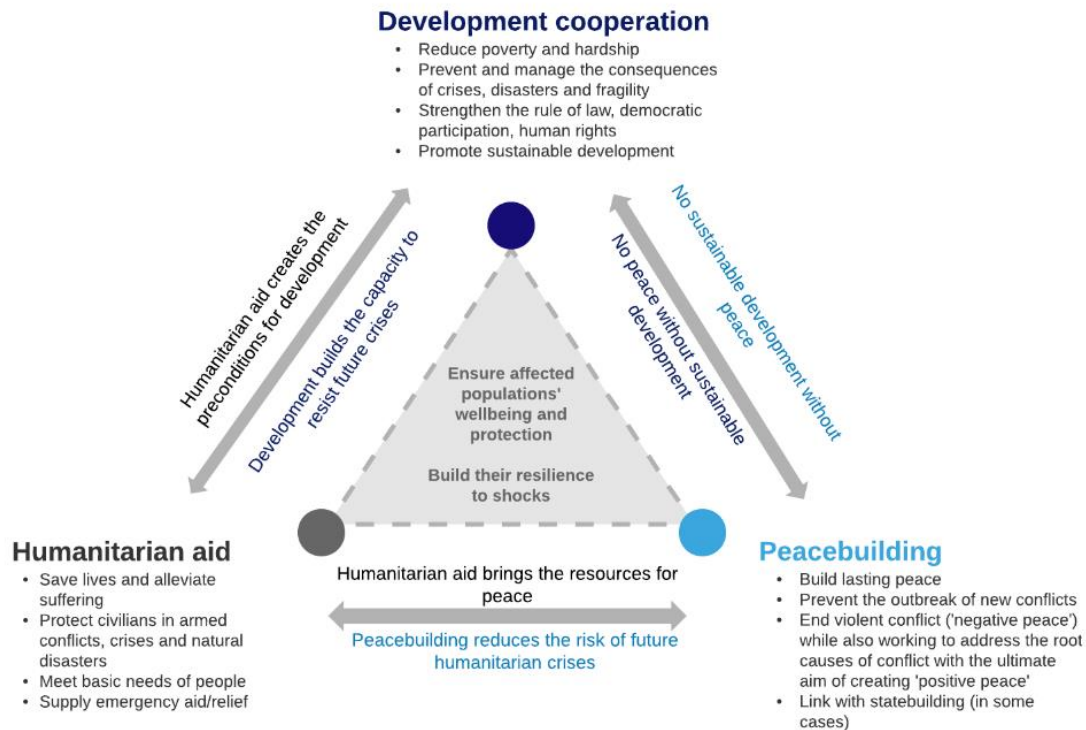 Development cooperation
• Reduce poverty and hardship
• Prevent and manage the consequences
of crises, disasters and fragility
• Strengthen the rule of law, democratic
participation, human rights
• Promote sustainable development
Humanitarian aid creates the
preconditions for development
Development builds the capacity to
resist future crises
No sustainable development without
peace
No peace without sustainable
development
Ensure affected
populations'
wellbeing and
protection
Build their resilience
to shocks
Humanitarian aid
• Save lives and alleviate
suffering
• Protect civilians in armed
conflicts, crises and natural
disasters
• Meet basic needs of people
• Supply emergency aid/relief
Humanitarian aid brings the resources for
peace
Peacebuilding reduces the risk of future
humanitarian crises
Peacebuilding
• Build lasting peace
• Prevent the outbreak of new conflicts
• End violent conflict ('negative peace')
while also working to address the root
causes of conflict with the ultimate
aim of creating 'positive peace'
• Link with statebuilding (in some
cases)